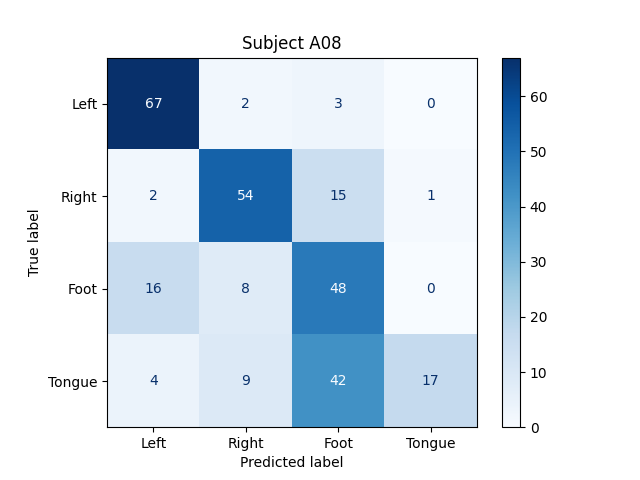 Subject A08
True label
Left 67 2 3 0
Right 2 54 15 1
Foot 16 8 48 0
Tongue 4 9 42 17
Left Right Foot Tongue
Predicted label
60
50
40
30
20
10
0